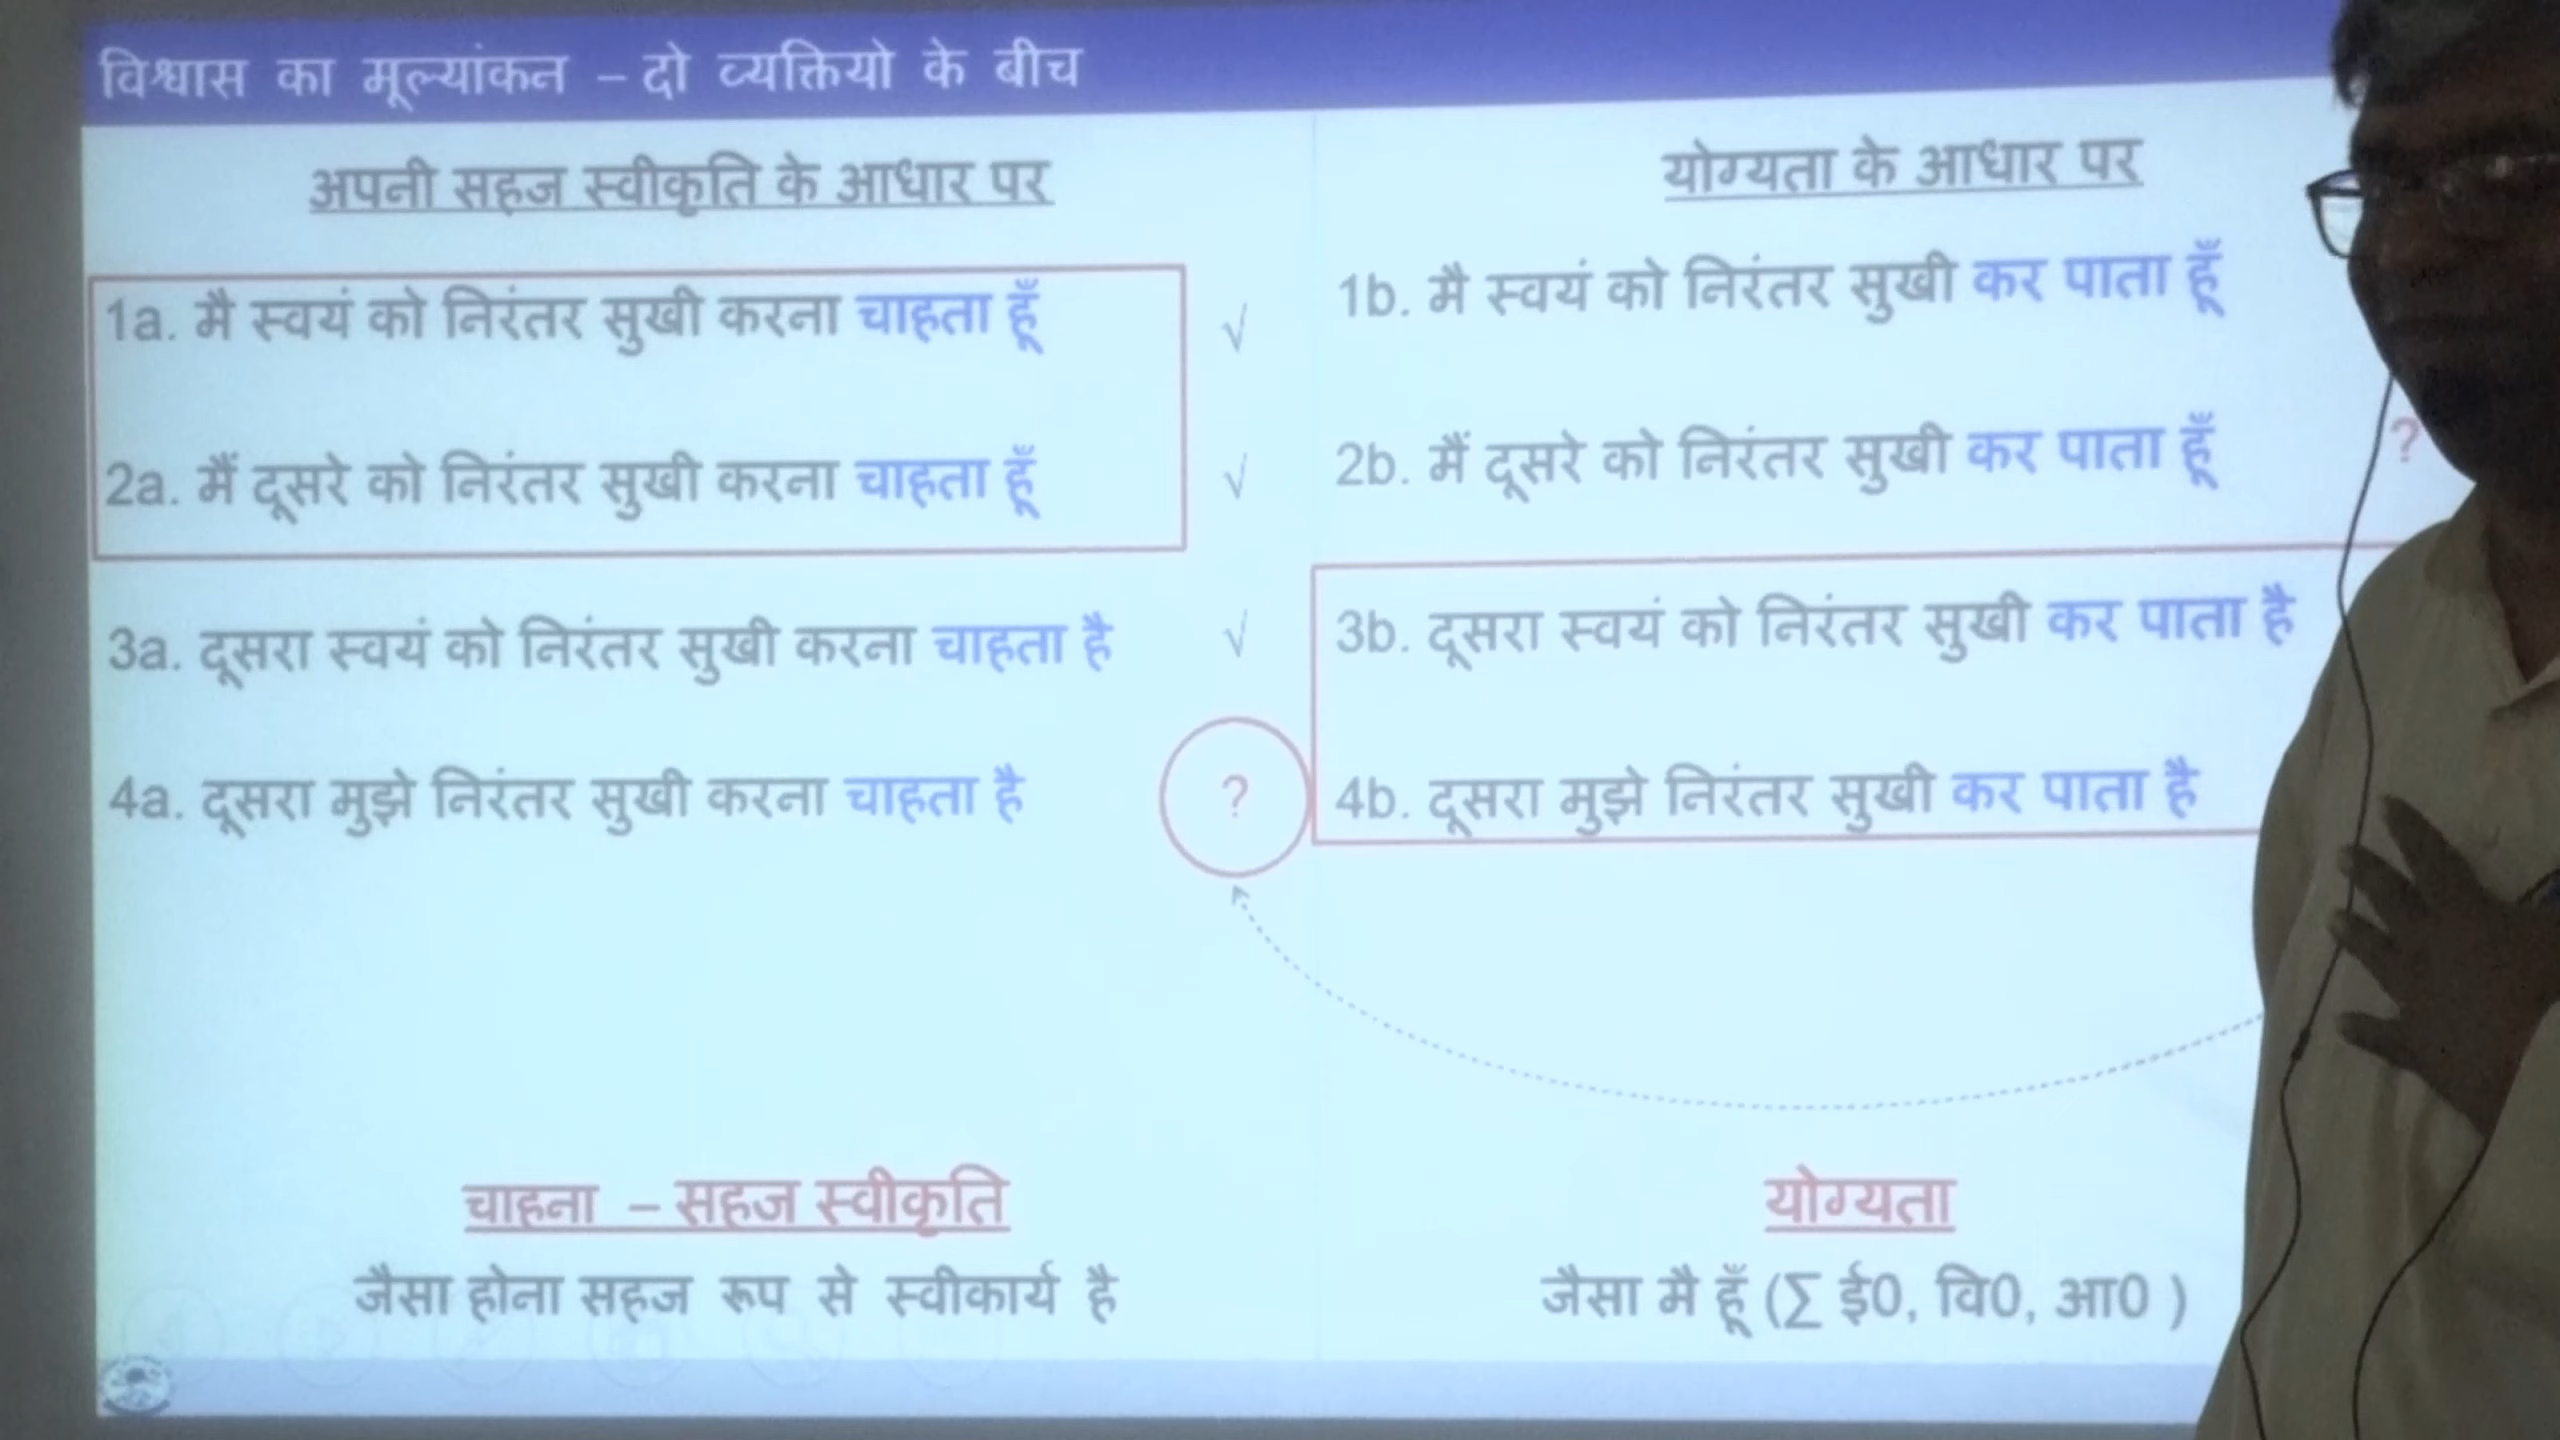 विश्वास का मूल्यांकन – दो व्यक्तियो के बीच
अपनी सहज स्वीकृति के आधार पर
1a. मै स्वयं को निरंतर सुखी करना चाहता हूँ √
2a. मैं दूसरे को निरंतर सुखी करना चाहता हूँ √
3a. दूसरा स्वयं को निरंतर सुखी करना चाहता है √
4a. दूसरा मुझे निरंतर सुखी करना चाहता है ?
चाहना – सहज स्वीकृति
जैसा होना सहज रूप से स्वीकार्य है
योग्यता के आधार पर
1b. मै स्वयं को निरंतर सुखी कर पाता हूँ
2b. मैं दूसरे को निरंतर सुखी कर पाता हूँ ?
3b. दूसरा स्वयं को निरंतर सुखी कर पाता है
4b. दूसरा मुझे निरंतर सुखी कर पाता है
योग्यता
जैसा मै हूँ (∑ ई0, वि0, आ0 )